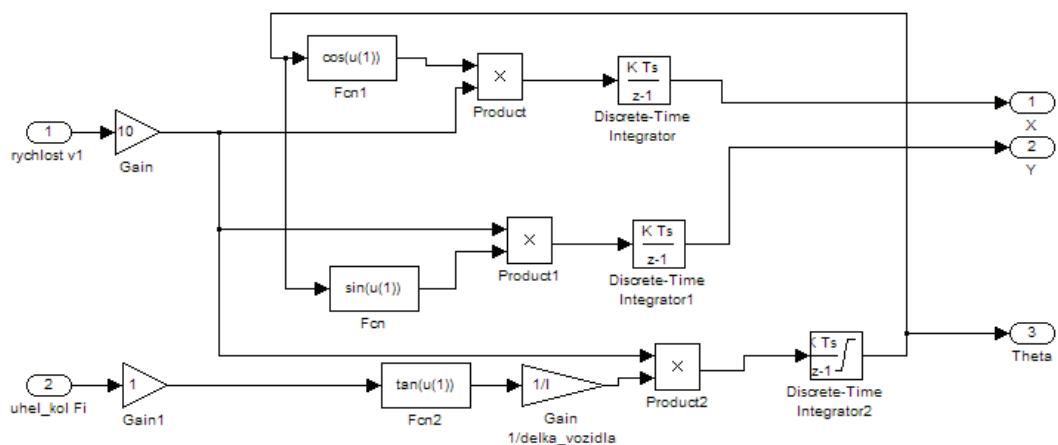 cos(u(1))
Fcn1
×
Product
K Ts
z-1
Discrete-Time
Integrator
1
X
2
Y
1
rychlost v1
10
Gain
×
Product1
K Ts
z-1
Discrete-Time
Integrator1
sin(u(1))
Fcn
3
Theta
2
uhel_kol Fi
1
Gain1
tan(u(1))
Fcn2
1/l
Gain
1/delka_vozidla
×
Product2
K Ts
z-1
Discrete-Time
Integrator2